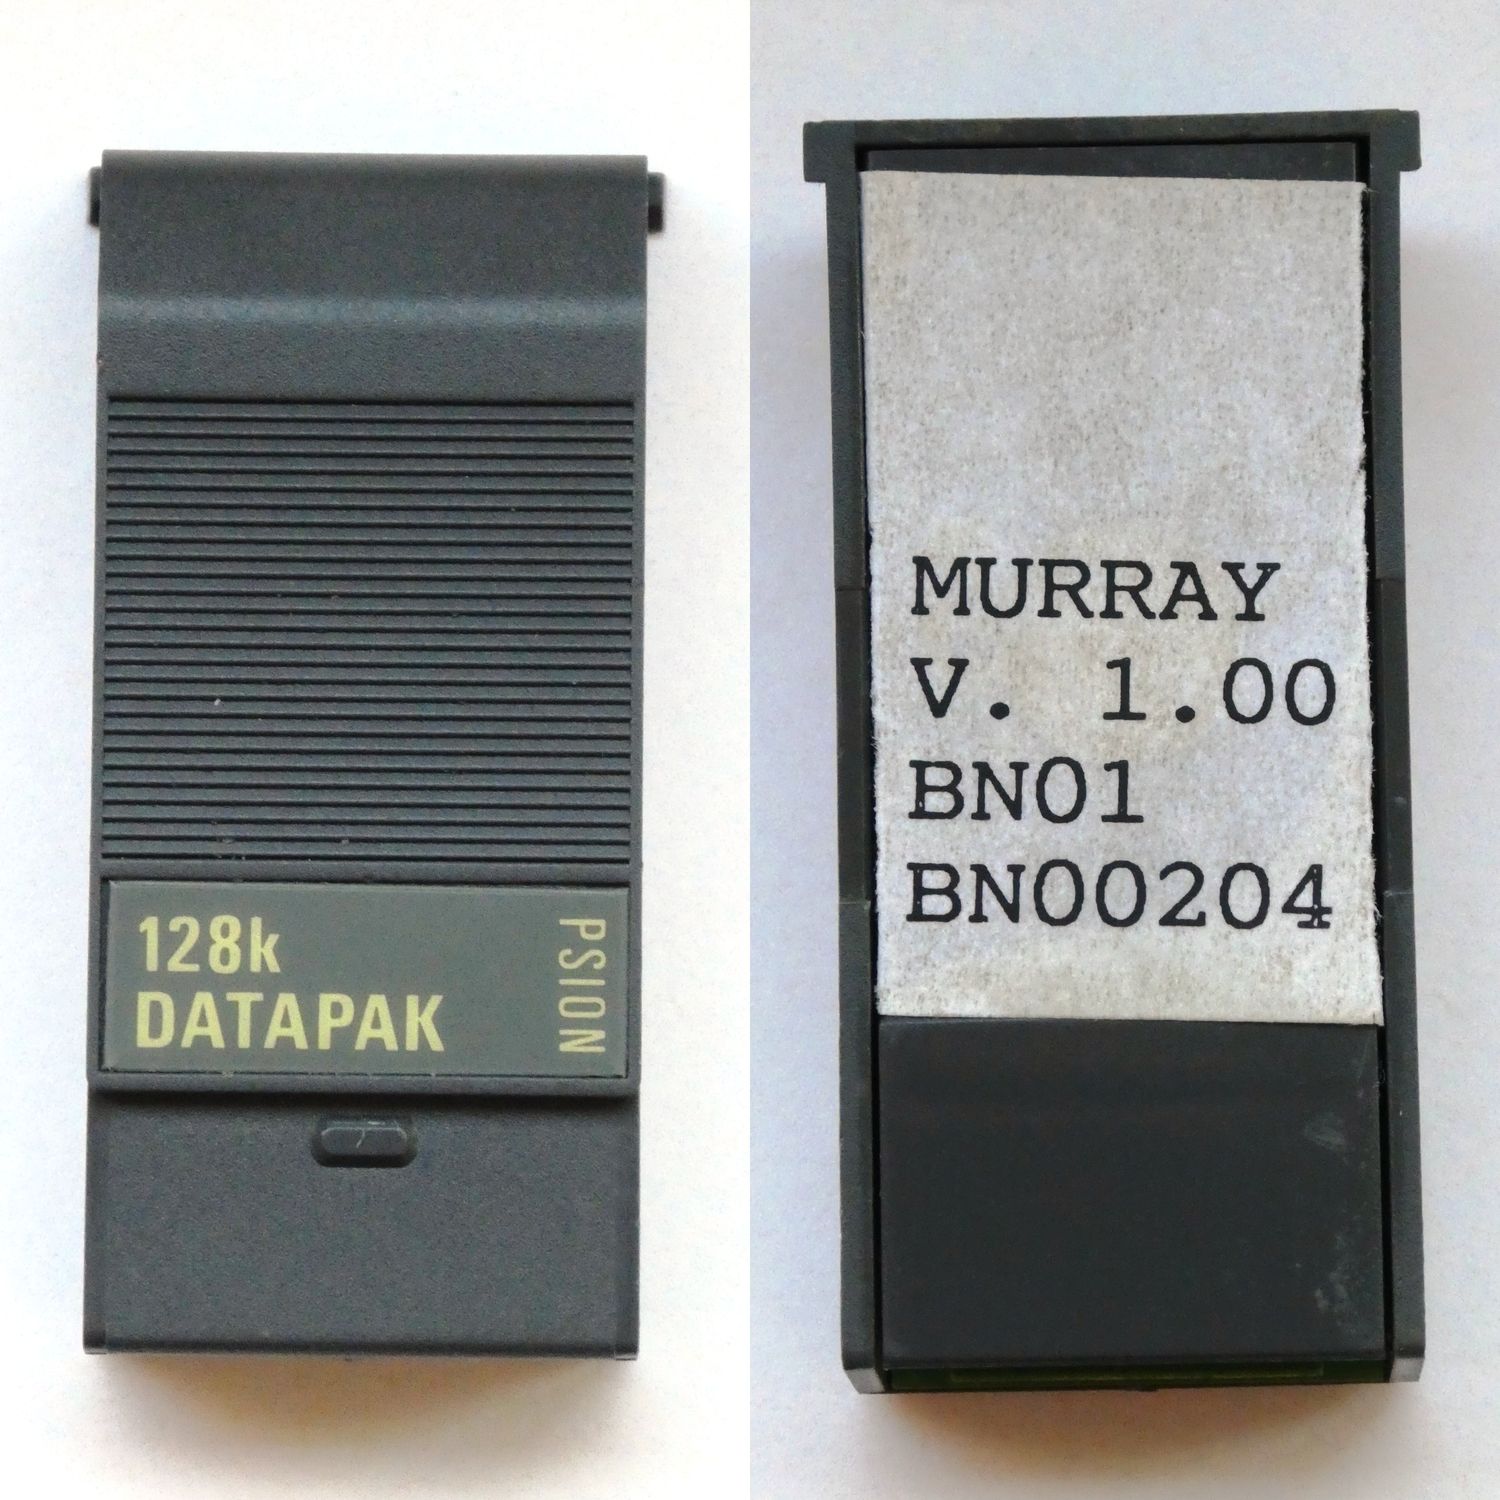 128k
DATAPAK
PSION
MURRAY
V. 1.00
BN01
BN00204